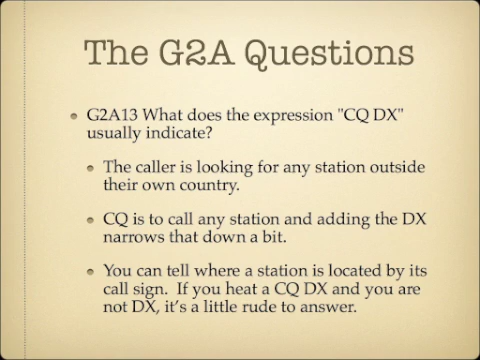 The G2A Questions
G2A13 What does the expression "CQ DX"
usually indicate?
The caller is looking for any station outside
their own country.
CQ is to call any station and adding the DX
narrows that down a bit.
You can tell where a station is located by its
call sign. If you heat a CQ DX and you are
not DX, it's a little rude to answer.